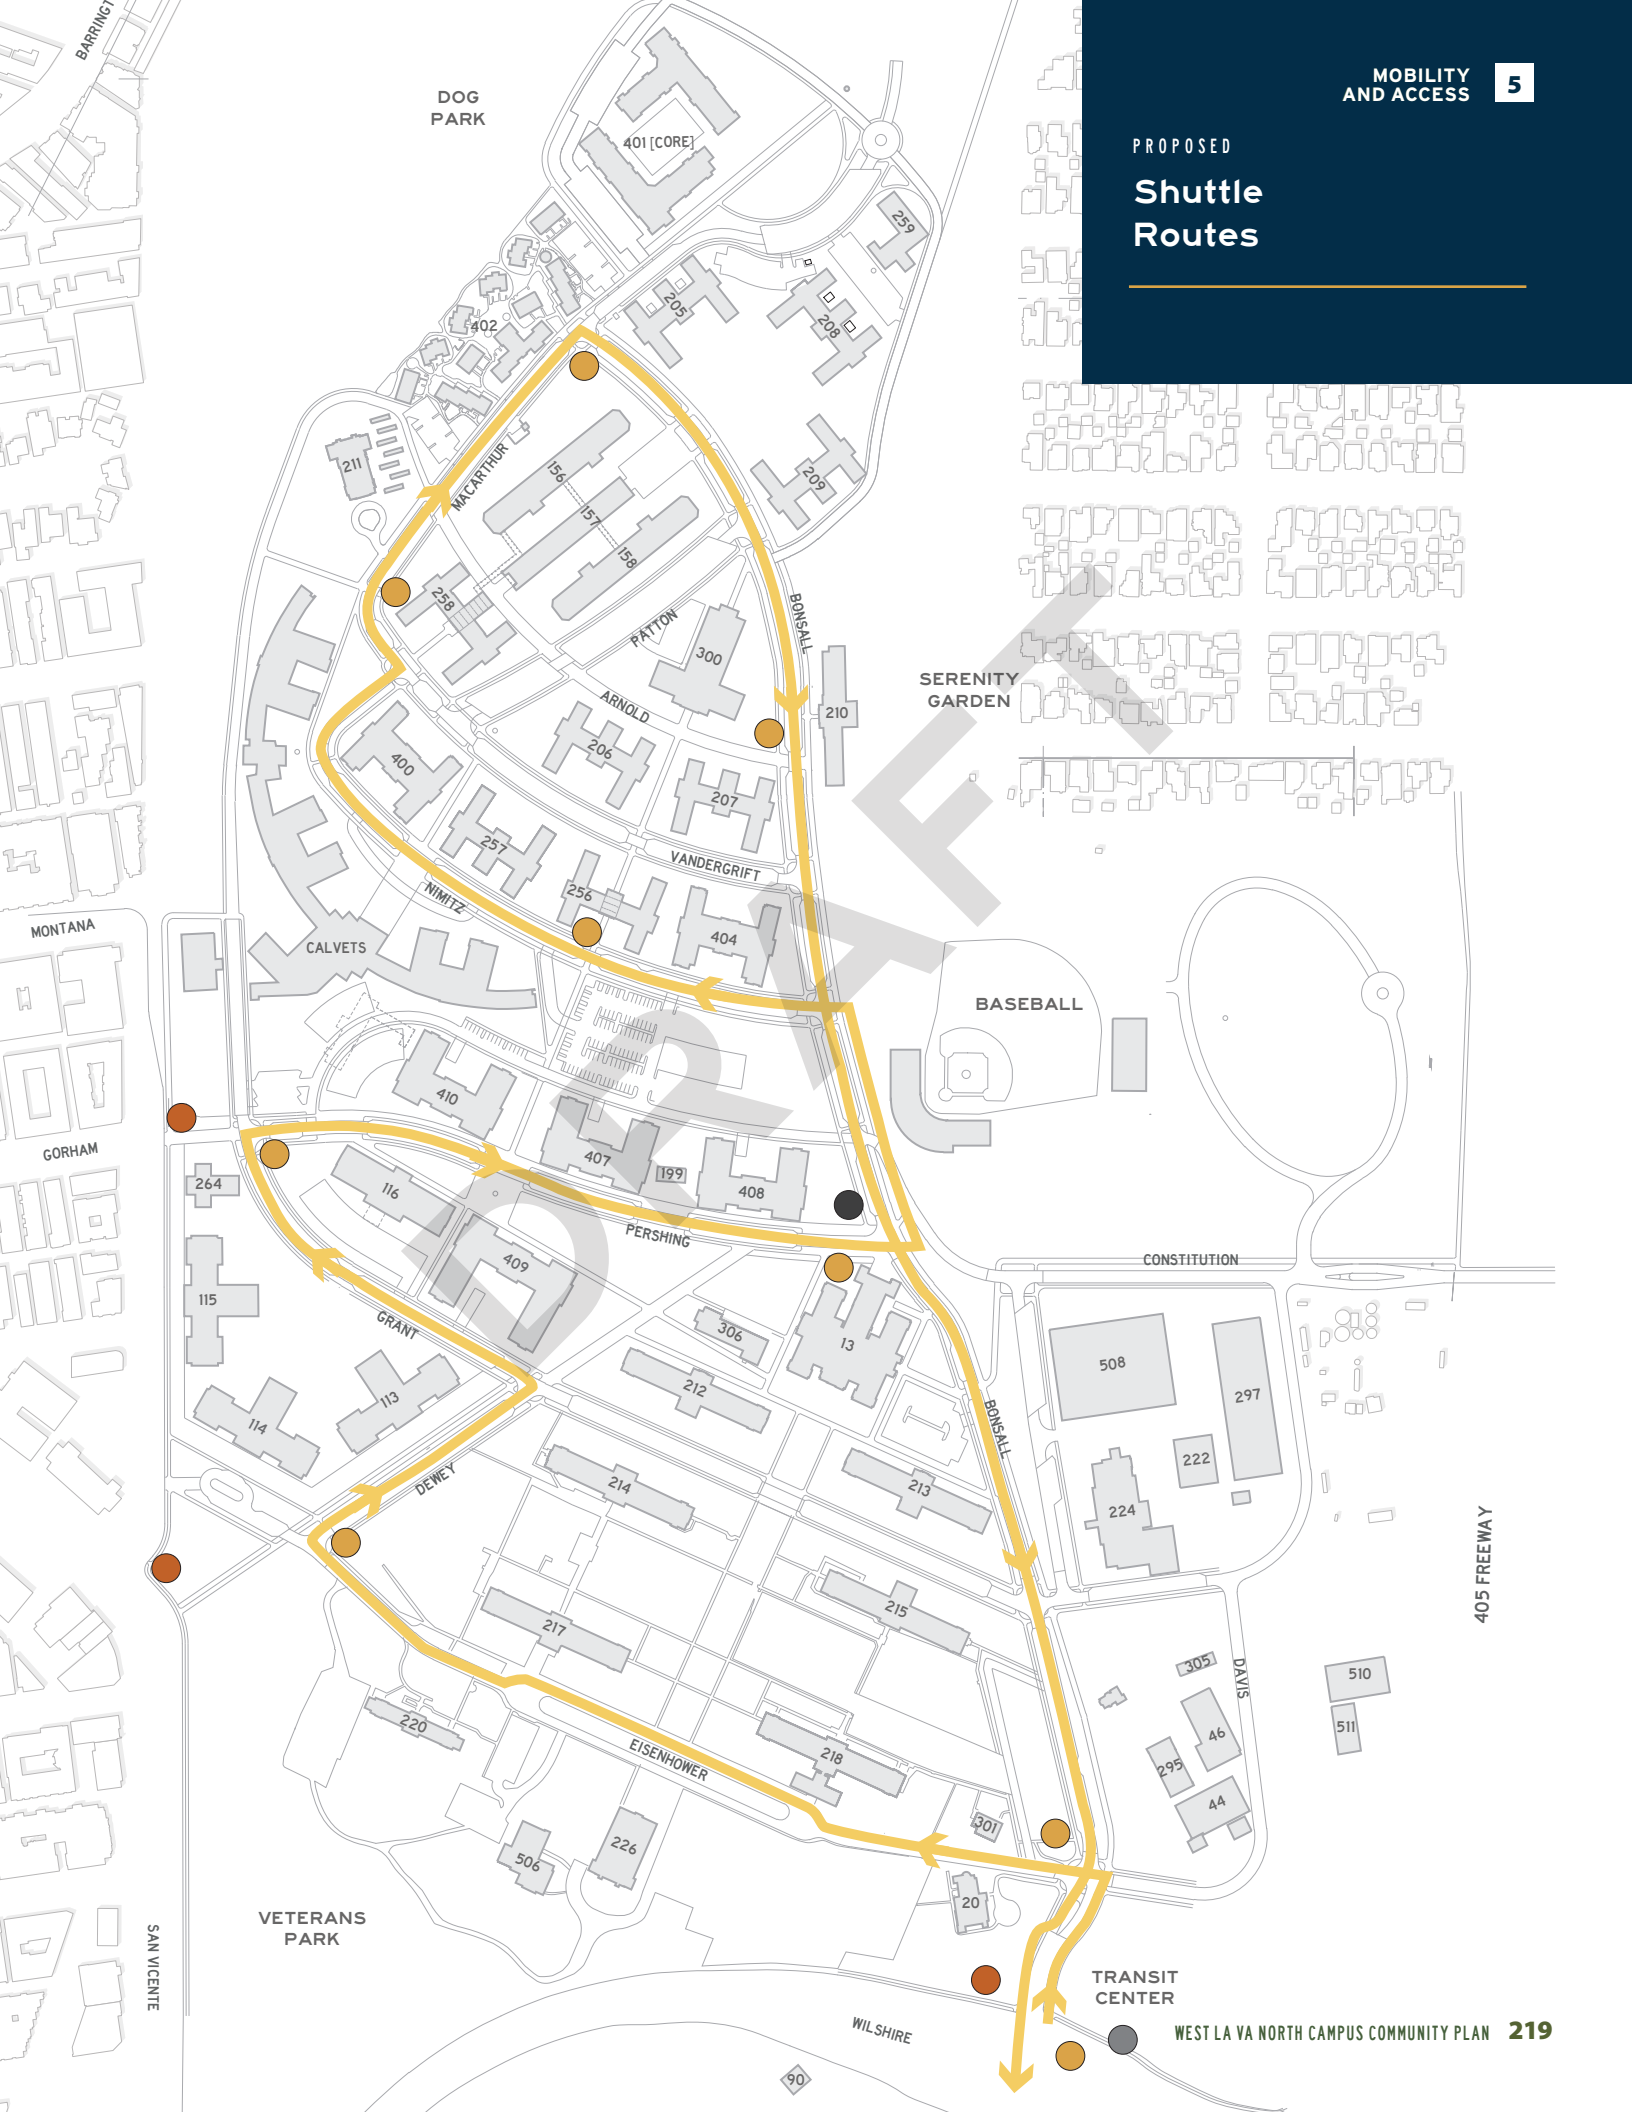 BARRINGT
DOG
PARK
MOBILITY
AND ACCESS
5
PROPOSED
Shuttle
Routes
401 [CORE]
259
205
208
402
211
MACARTHUR
156
157
158
209
258
PATTON
BONSALL
300
SERENITY
GARDEN
ARNOLD
210
206
400
207
257
VANDERGRIFT
256
NIMITZ
404
MONTANA
CALVETS
BASEBALL
410
GORHAM
407
199
408
264
116
PERSHING
409
CONSTITUTION
115
GRANT
306
13
508
212
297
113
114
BONSALL
DEWEY
214
213
222
224
405 FREEWAY
215
217
305
DAVIS
510
220
511
46
218
295
EISENHOWER
44
301
226
506
20
VETERANS
PARK
SAN VICENTE
TRANSIT
CENTER
WILSHIRE
WEST LA VA NORTH CAMPUS COMMUNITY PLAN 219
90
DRAFT